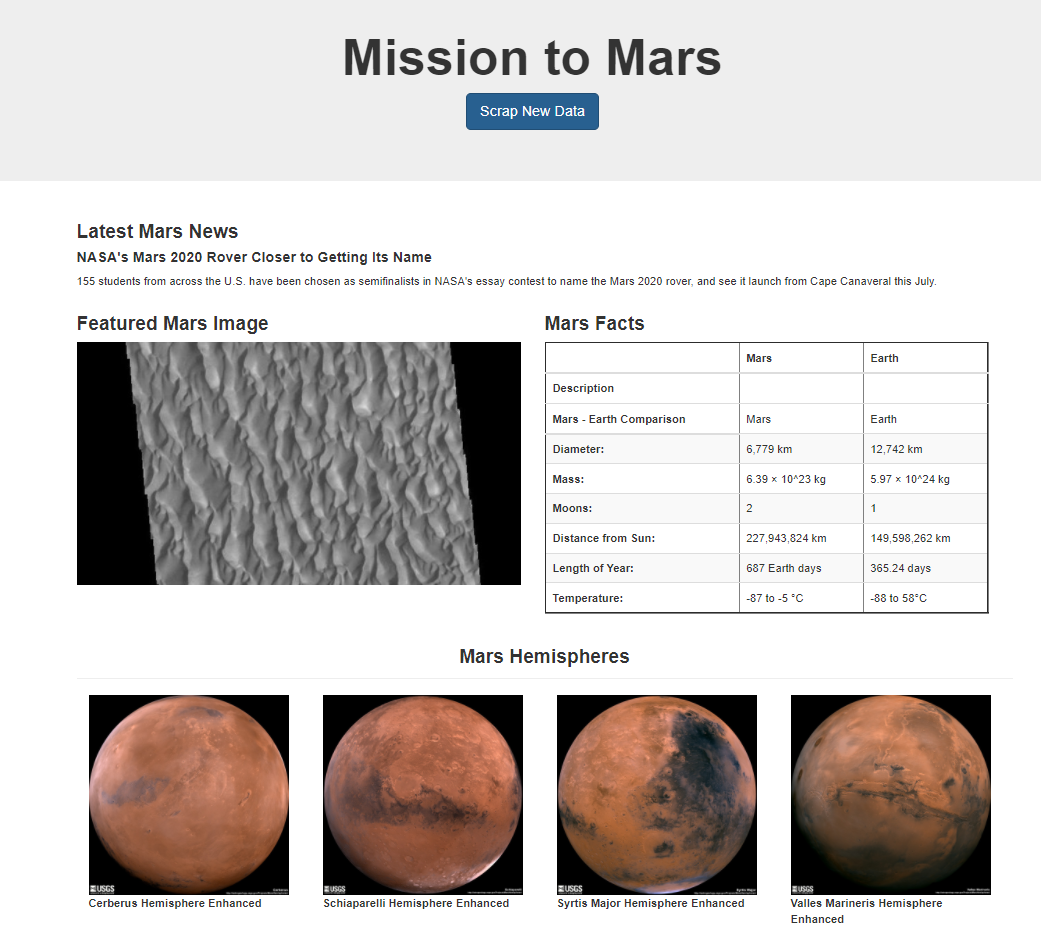 Mission to Mars
Scrap New Data
Latest Mars News
NASA's Mars 2020 Rover Closer to Getting Its Name
155 students from across the U.S. have been chosen as semifinalists in NASA's essay contest to name the Mars 2020 rover, and see it launch from Cape Canaveral this July.
Featured Mars Image
Mars Facts
Mars Earth
Description
Mars - Earth Comparison Mars Earth
Diameter: 6,779 km 12,742 km
Mass: 6.39 × 10^23 kg 5.97 × 10^24 kg
Moons: 2 1
Distance from Sun: 227,943,824 km 149,598,262 km
Length of Year: 687 Earth days 365.24 days
Temperature: -87 to -5 °C -88 to 58°C
Mars Hemispheres
USGS USGS USGS USGS
Cerberus Hemisphere Enhanced
Schiaparelli Hemisphere Enhanced
Syrtis Major Hemisphere Enhanced
Valles Marineris Hemisphere
Enhanced